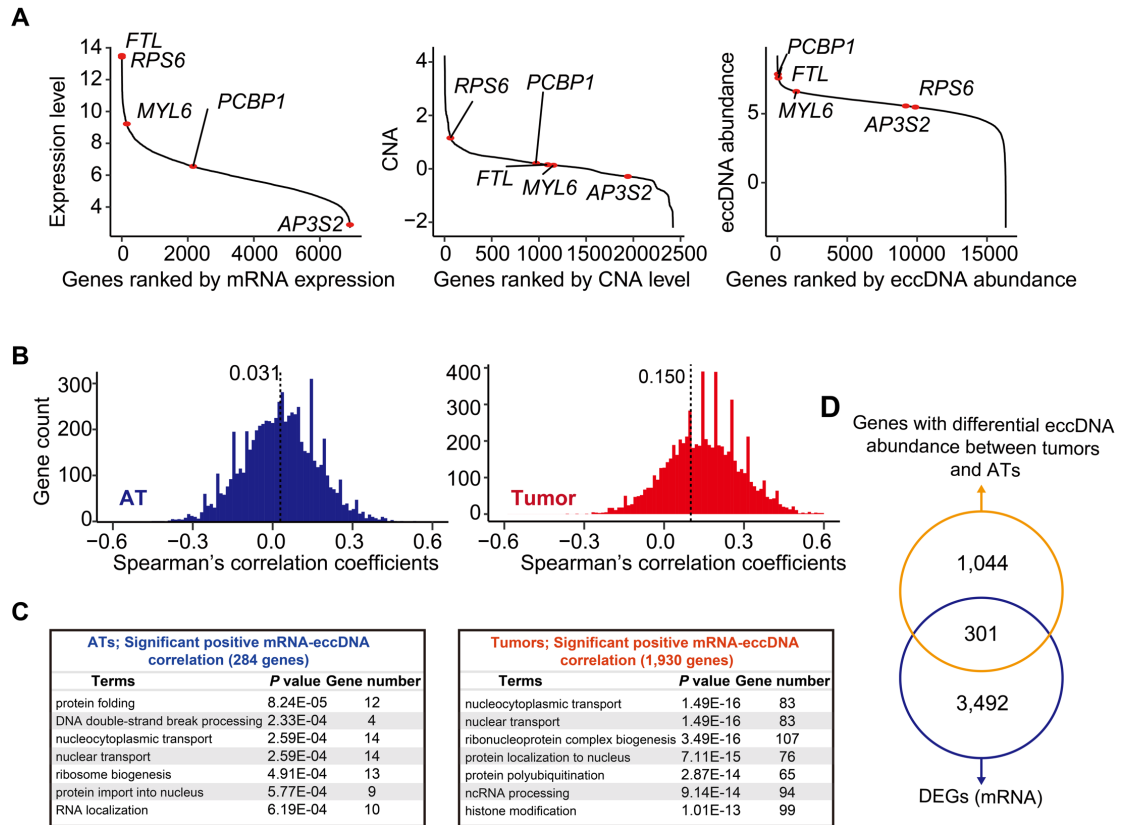 A
Expression level
14
12
10
8
6
4
FTL
RPS6
MYL6
PCBP1
AP3S2
0 2000 4000 6000
Genes ranked by mRNA expression
CNA
4
2
0
−2
RPS6
PCBP1
FTL
MYL6
AP3S2
0 500 1000 1500 2000 2500
Genes ranked by CNA level
eccDNA abundance
5
0
PCBP1
FTL
MYL6
RPS6
AP3S2
0 5000 10000 15000
Genes ranked by eccDNA abundance
B
Gene count
300
200
100
0
0.031
AT
−0.6 −0.3 0.0 0.3 0.6
Spearman's correlation coefficients
400
300
200
100
0
0.150
Tumor
−0.6 −0.3 0.0 0.3 0.6
Spearman's correlation coefficients
C
ATs; Significant positive mRNA-eccDNA
correlation (284 genes)
Terms P value Gene number
protein folding 8.24E-05 12
DNA double-strand break processing 2.33E-04 4
nucleocytoplasmic transport 2.59E-04 14
nuclear transport 2.59E-04 14
ribosome biogenesis 4.91E-04 13
protein import into nucleus 5.77E-04 9
RNA localization 6.19E-04 10
Tumors; Significant positive mRNA-eccDNA
correlation (1,930 genes)
Terms P value Gene number
nucleocytoplasmic transport 1.49E-16 83
nuclear transport 1.49E-16 83
ribonucleoprotein complex biogenesis 3.49E-16 107
protein localization to nucleus 7.11E-15 76
protein polyubiquitination 2.87E-14 65
ncRNA processing 9.14E-14 94
histone modification 1.01E-13 99
D
Genes with differential eccDNA
abundance between tumors
and ATs
1,044
301
3,492
DEGs (mRNA)